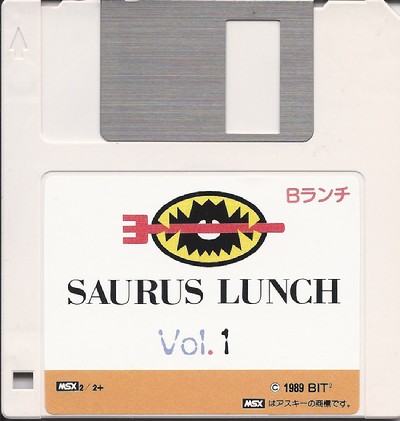 Bランチ
SAURUS LUNCH
Vol.1
MSX 2/2+
© 1989 BIT²
MSX はアスキーの商標です。